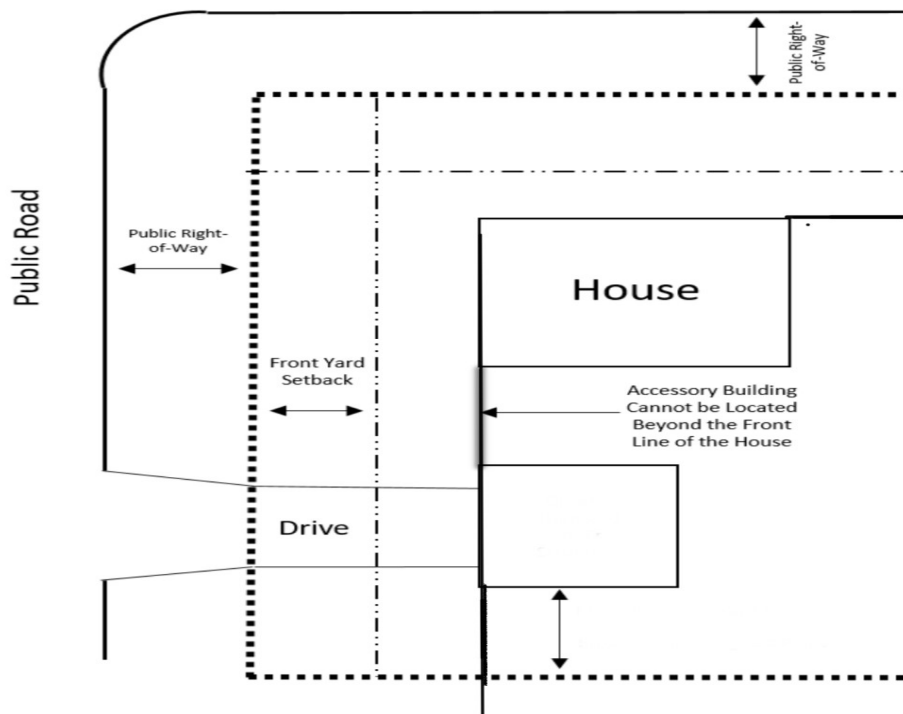 Public Right-
of-Way
Public Road
Public Right-
of-Way
House
Front Yard
Setback
Accessory Building
Cannot be Located
Beyond the Front
Line of the House
Drive